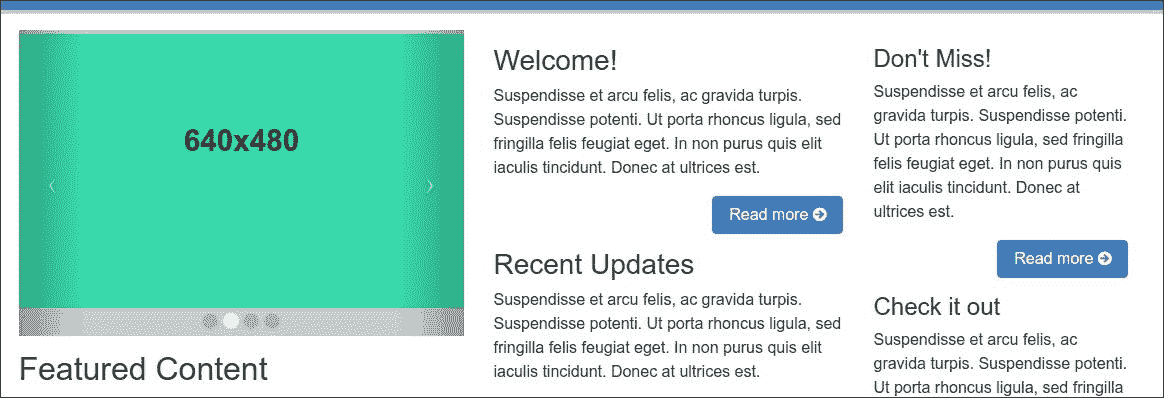 640x480
Featured Content
Welcome!
Suspendisse et arcu felis, ac gravida turpis.
Suspendisse potenti. Ut porta rhoncus ligula, sed
fringilla felis feugiat eget. In non purus quis elit
iaculis tincidunt. Donec at ultrices est.
Read more
Recent Updates
Suspendisse et arcu felis, ac gravida turpis.
Suspendisse potenti. Ut porta rhoncus ligula, sed
fringilla felis feugiat eget. In non purus quis elit
iaculis tincidunt. Donec at ultrices est.
Don't Miss!
Suspendisse et arcu felis, ac
gravida turpis. Suspendisse potenti.
Ut porta rhoncus ligula, sed fringilla
felis feugiat eget. In non purus quis
elit iaculis tincidunt. Donec at
ultrices est.
Read more
Check it out
Suspendisse et arcu felis, ac
gravida turpis. Suspendisse potenti.
Ut porta rhoncus ligula, sed fringilla